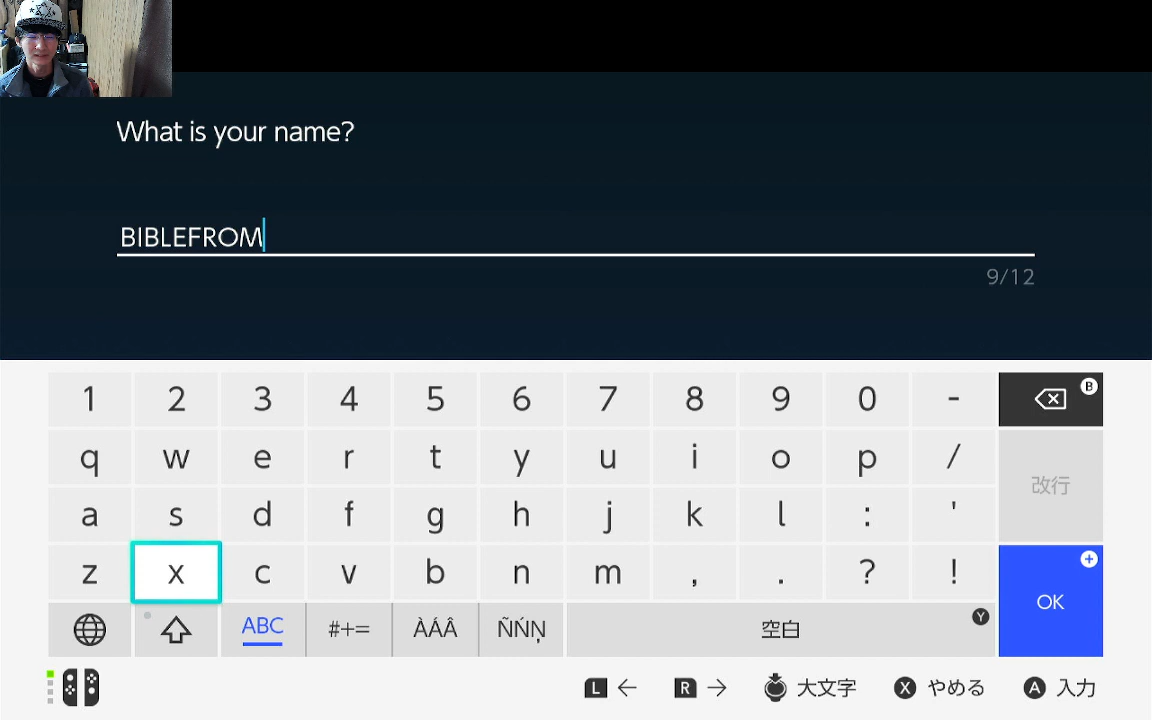 What is your name?
BIBLEFROM
9/12
1 2 3 4 5 6 7 8 9 0 - B
q w e r t y u i o p /
改行
a s d f g h j k l : '
z x c v b n m , . ? ! +
OK
ABC #+= ÀÁÂ ÑŃŅ 空白 Y
L ← R → 大文字 X やめる A 入力